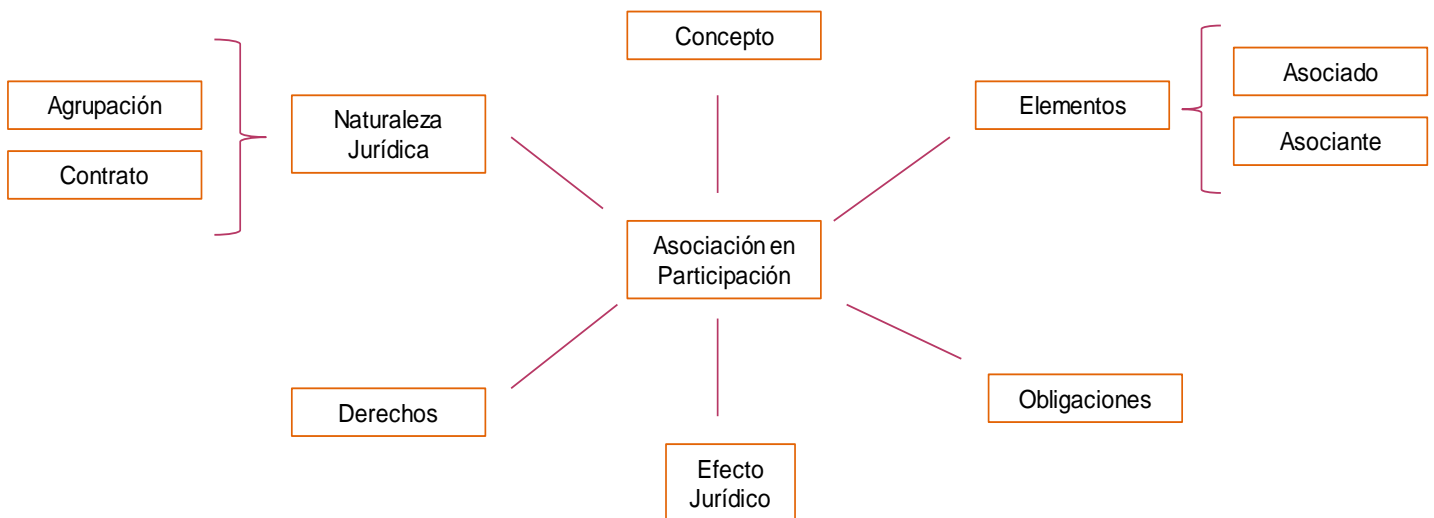 Concepto
Agrupación
Contrato
Naturaleza
Jurídica
Elementos
Asociado
Asociante
Asociación en
Participación
Derechos
Obligaciones
Efecto
Jurídico